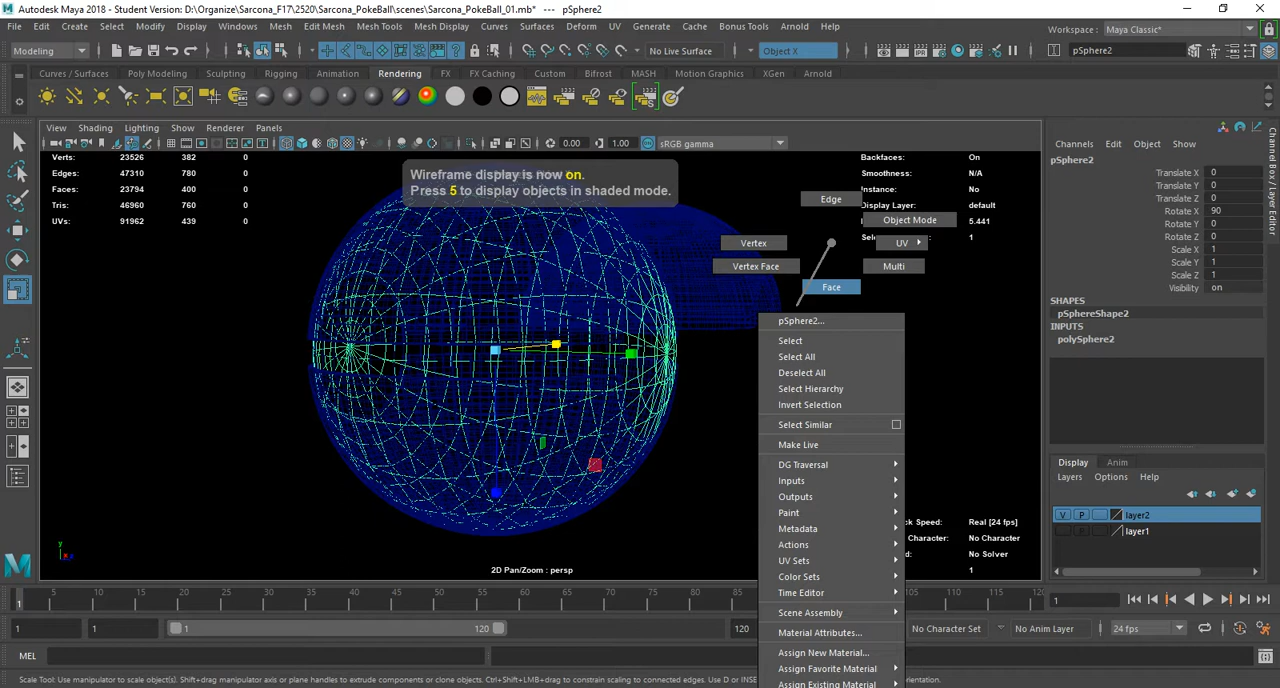 Autodesk Maya 2018 - Student Version: D:\Organize\Sarcona_F17\2520\Sarcona_PokeBall\scenes\Sarcona_PokeBall_01.mb* --- pSphere2
File Edit Create Select Modify Display Windows Mesh Edit Mesh Mesh Tools Mesh Display Curves Surfaces Deform UV Generate Cache Arnold Help
Workspace : Maya Classic*
Modeling No Live Surface Object X pSphere2
Curves / Surfaces Poly Modeling Sculpting Rigging Animation Rendering FX FX Caching Custom Bifrost MASH Motion Graphics XGen Arnold
View Shading Lighting Show Renderer Panels
0.00 1.00 sRGB gamma
Channels Edit Object Show
Verts: 23526 382 0
Edges: 47310 780 0
Faces: 23794 400 0
Tris: 46960 760 0
UVs: 91962 439 0
Wireframe display is now on.
Press 5 to display objects in shaded mode.
Backfaces: On
Smoothness: N/A
Instance: No
Display Layer: default
5.441
1
Edge
Object Mode
Vertex
UV
Vertex Face
Multi
Face
pSphere2...
Select
Select All
Deselect All
Select Hierarchy
Invert Selection
Select Similar
Make Live
DG Traversal
Inputs
Outputs
Paint
Metadata
Actions
UV Sets
Color Sets
Time Editor
Scene Assembly
Material Attributes...
Assign New Material...
Assign Favorite Material
Assign Existing Material
Real [24 fps]
No Character
No Solver
1
y
2D Pan/Zoom : persp
pSphere2
Translate X 0
Translate Y 0
Translate Z 0
Rotate X 90
Rotate Y 0
Rotate Z 0
Scale X 1
Scale Y 1
Scale Z 1
Visibility on
SHAPES
pSphereShape2
INPUTS
polySphere2
Channel Box / Layer Editor
Display Anim
Layers Options Help
V P layer2
layer1
1 5 10 15 20 25 30 35 40 45 50 55 60 65 70 75 80 85 120
1
1 1 1 120 120
No Character Set No Anim Layer 24 fps
MEL
Scale Tool: Use manipulator to scale object(s). Shift+drag manipulator axis or plane handles to extrude components or clone objects. Ctrl+Shift+LMB+drag to constrain scaling to connected edges. Use D or INSE